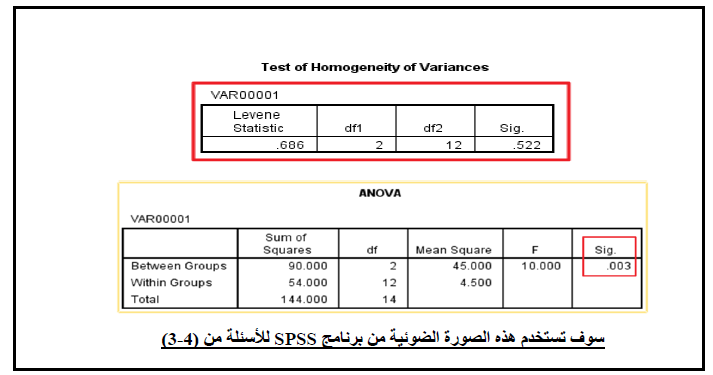 Test of Homogeneity of Variances
VAR00001
Levene Statistic df1 df2 Sig.
.686 2 12 .522
ANOVA
VAR00001
Sum of Squares df Mean Square F Sig.
Between Groups 90.000 2 45.000 10.000 .003
Within Groups 54.000 12 4.500
Total 144.000 14
سوف تستخدم هذه الصورة الضوئية من برنامج SPSS للأسئلة من (3-4)